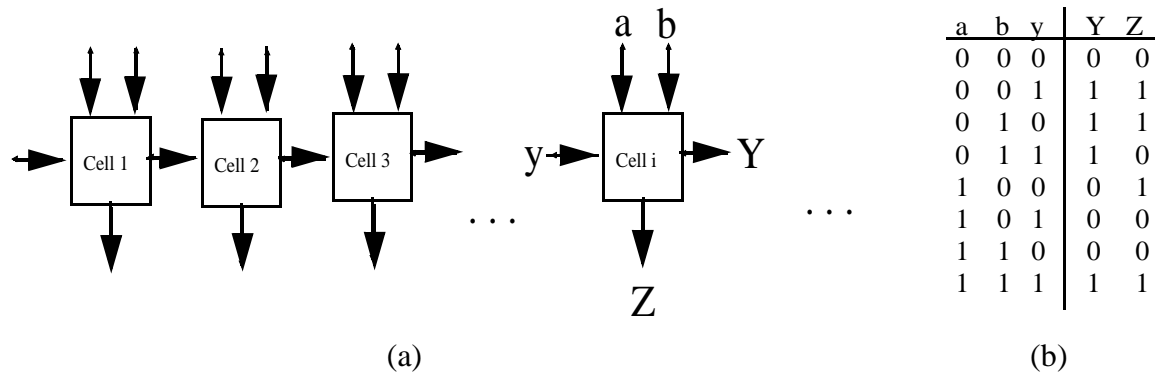 a b
Cell 1 Cell 2 Cell 3 y Cell i Y
. . . . . .
Z
(a)
a b y Y Z
0 0 0 0 0
0 0 1 1 1
0 1 0 1 1
0 1 1 1 0
1 0 0 0 1
1 0 1 0 0
1 1 0 0 0
1 1 1 1 1
(b)